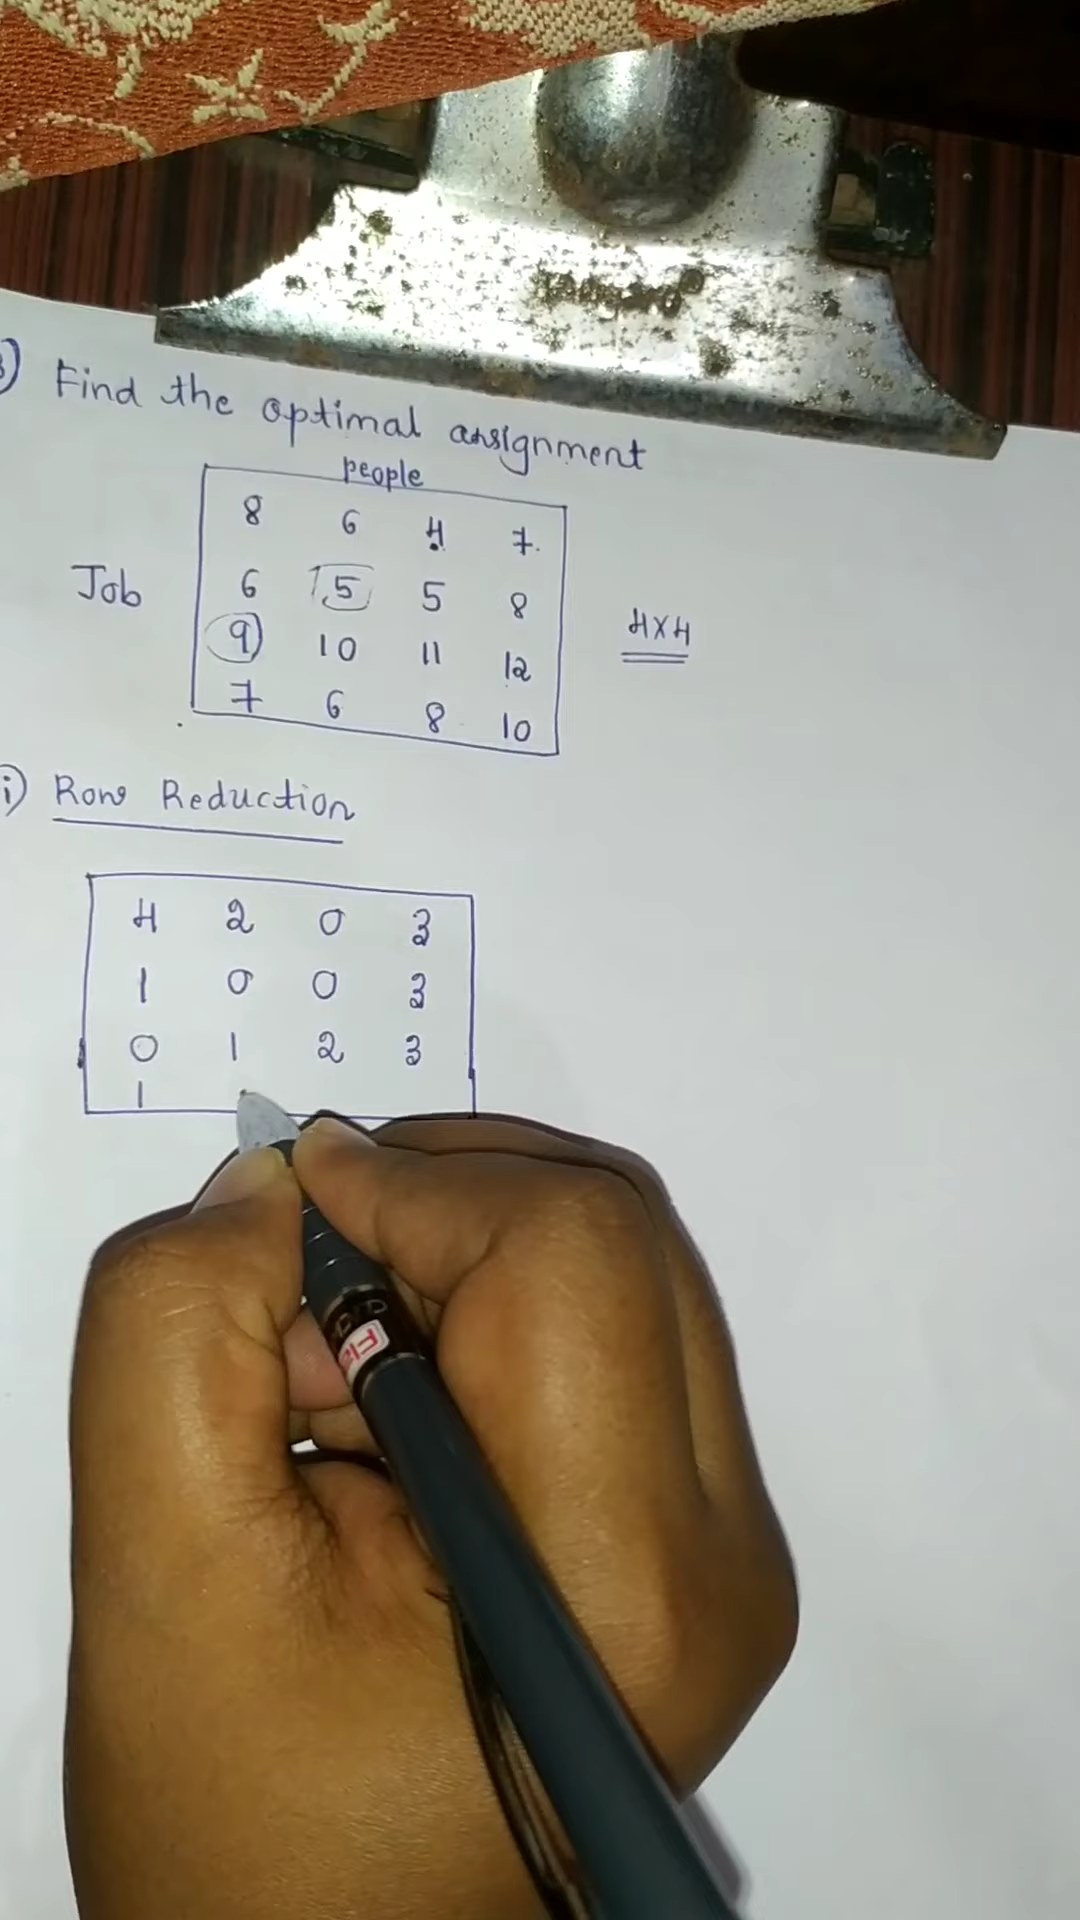 Find the optimal assignment
people
8 6 4 7
Job
6 5 5 8
4x4
9 10 11 12
7 6 8 10
i) Row Reduction
4 2 0 3
1 0 0 3
0 1 2 3
1